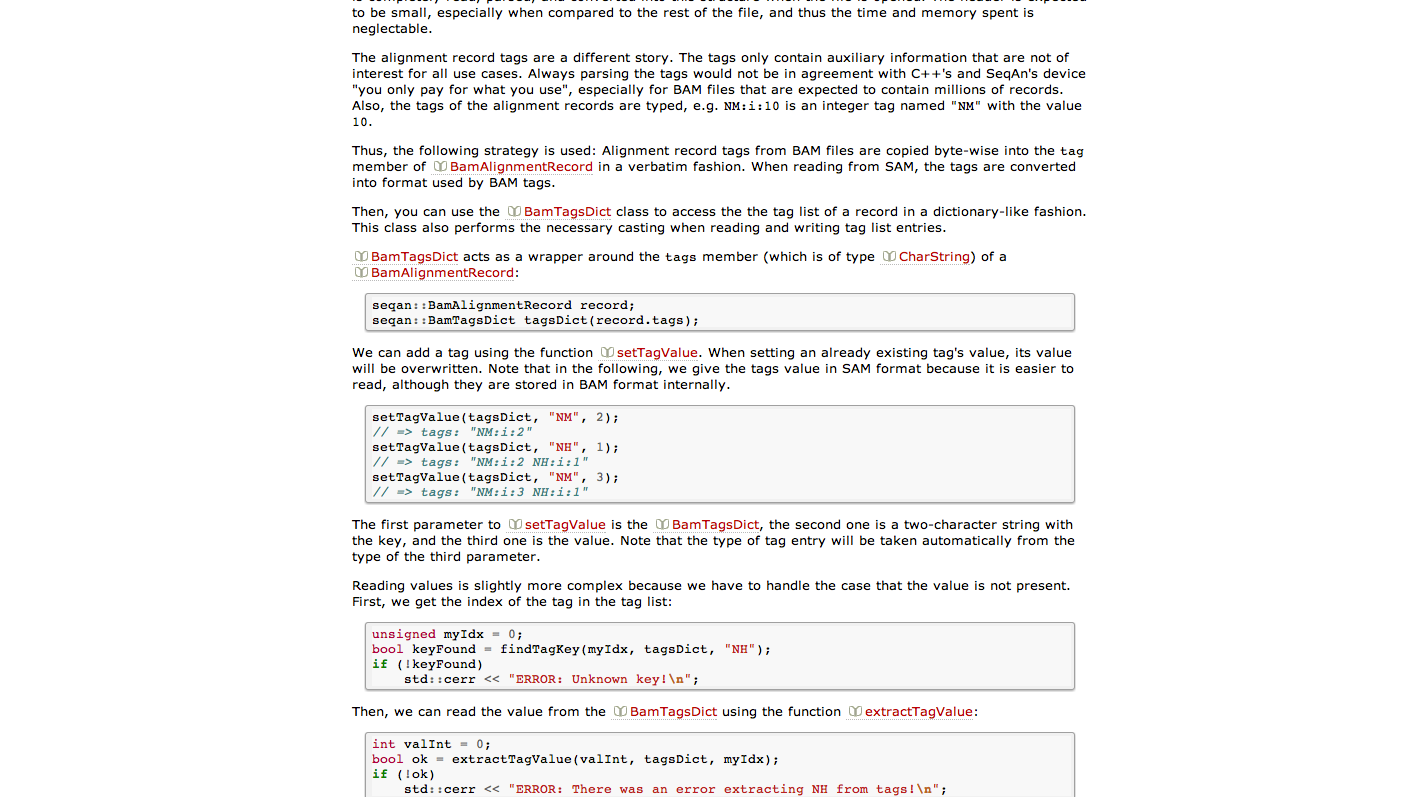 to be small, especially when compared to the rest of the file, and thus the time and memory spent is
neglectable.
The alignment record tags are a different story. The tags only contain auxiliary information that are not of
interest for all use cases. Always parsing the tags would not be in agreement with C++'s and SeqAn's device
"you only pay for what you use", especially for BAM files that are expected to contain millions of records.
Also, the tags of the alignment records are typed, e.g. NM:i:10 is an integer tag named "NM" with the value
10.
Thus, the following strategy is used: Alignment record tags from BAM files are copied byte-wise into the tag
member of BamAlignmentRecord in a verbatim fashion. When reading from SAM, the tags are converted
into format used by BAM tags.
Then, you can use the BamTagsDict class to access the the tag list of a record in a dictionary-like fashion.
This class also performs the necessary casting when reading and writing tag list entries.
BamTagsDict acts as a wrapper around the tags member (which is of type CharString) of a
BamAlignmentRecord:
seqan::BamAlignmentRecord record;
seqan::BamTagsDict tagsDict(record.tags);
We can add a tag using the function setTagValue. When setting an already existing tag's value, its value
will be overwritten. Note that in the following, we give the tags value in SAM format because it is easier to
read, although they are stored in BAM format internally.
setTagValue(tagsDict, "NM", 2);
// => tags: "NM:i:2"
setTagValue(tagsDict, "NH", 1);
// => tags: "NM:i:2 NH:i:1"
setTagValue(tagsDict, "NM", 3);
// => tags: "NM:i:3 NH:i:1"
The first parameter to setTagValue is the BamTagsDict, the second one is a two-character string with
the key, and the third one is the value. Note that the type of tag entry will be taken automatically from the
type of the third parameter.
Reading values is slightly more complex because we have to handle the case that the value is not present.
First, we get the index of the tag in the tag list:
unsigned myIdx = 0;
bool keyFound = findTagKey(myIdx, tagsDict, "NH");
if (!keyFound)
    std::cerr << "ERROR: Unknown key!\n";
Then, we can read the value from the BamTagsDict using the function extractTagValue:
int valInt = 0;
bool ok = extractTagValue(valInt, tagsDict, myIdx);
if (!ok)
    std::cerr << "ERROR: There was an error extracting NH from tags!\n";